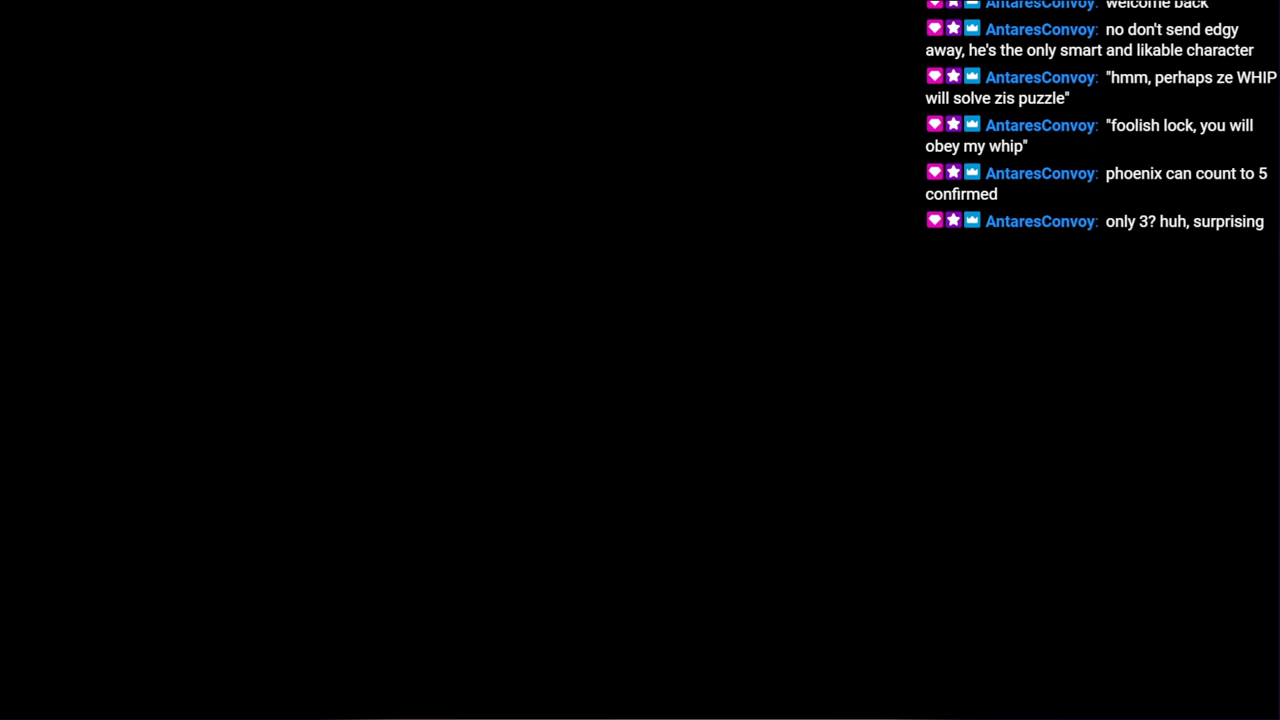 AntaresConvoy: welcome back
AntaresConvoy: no don't send edgy
away, he's the only smart and likable character
AntaresConvoy: "hmm, perhaps ze WHIP
will solve zis puzzle"
AntaresConvoy: "foolish lock, you will
obey my whip"
AntaresConvoy: phoenix can count to 5
confirmed
AntaresConvoy: only 3? huh, surprising